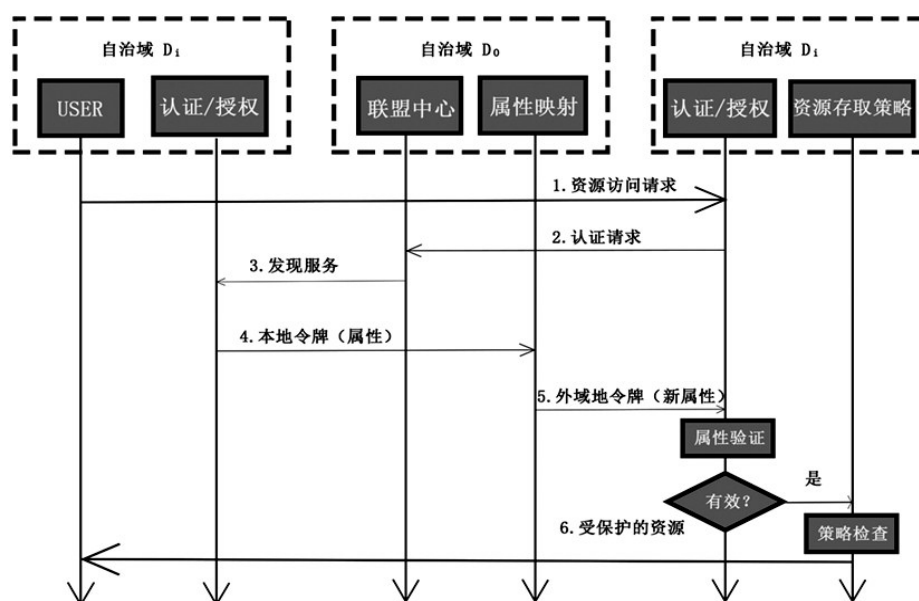 自治域 D₁
自治域 D₀
自治域 D₁
USER
认证/授权
联盟中心
属性映射
认证/授权
资源存取策略
1.资源访问请求
2.认证请求
3.发现服务
4.本地令牌（属性）
5.外域地令牌（新属性）
属性验证
有效?
是
6.受保护的资源
策略检查